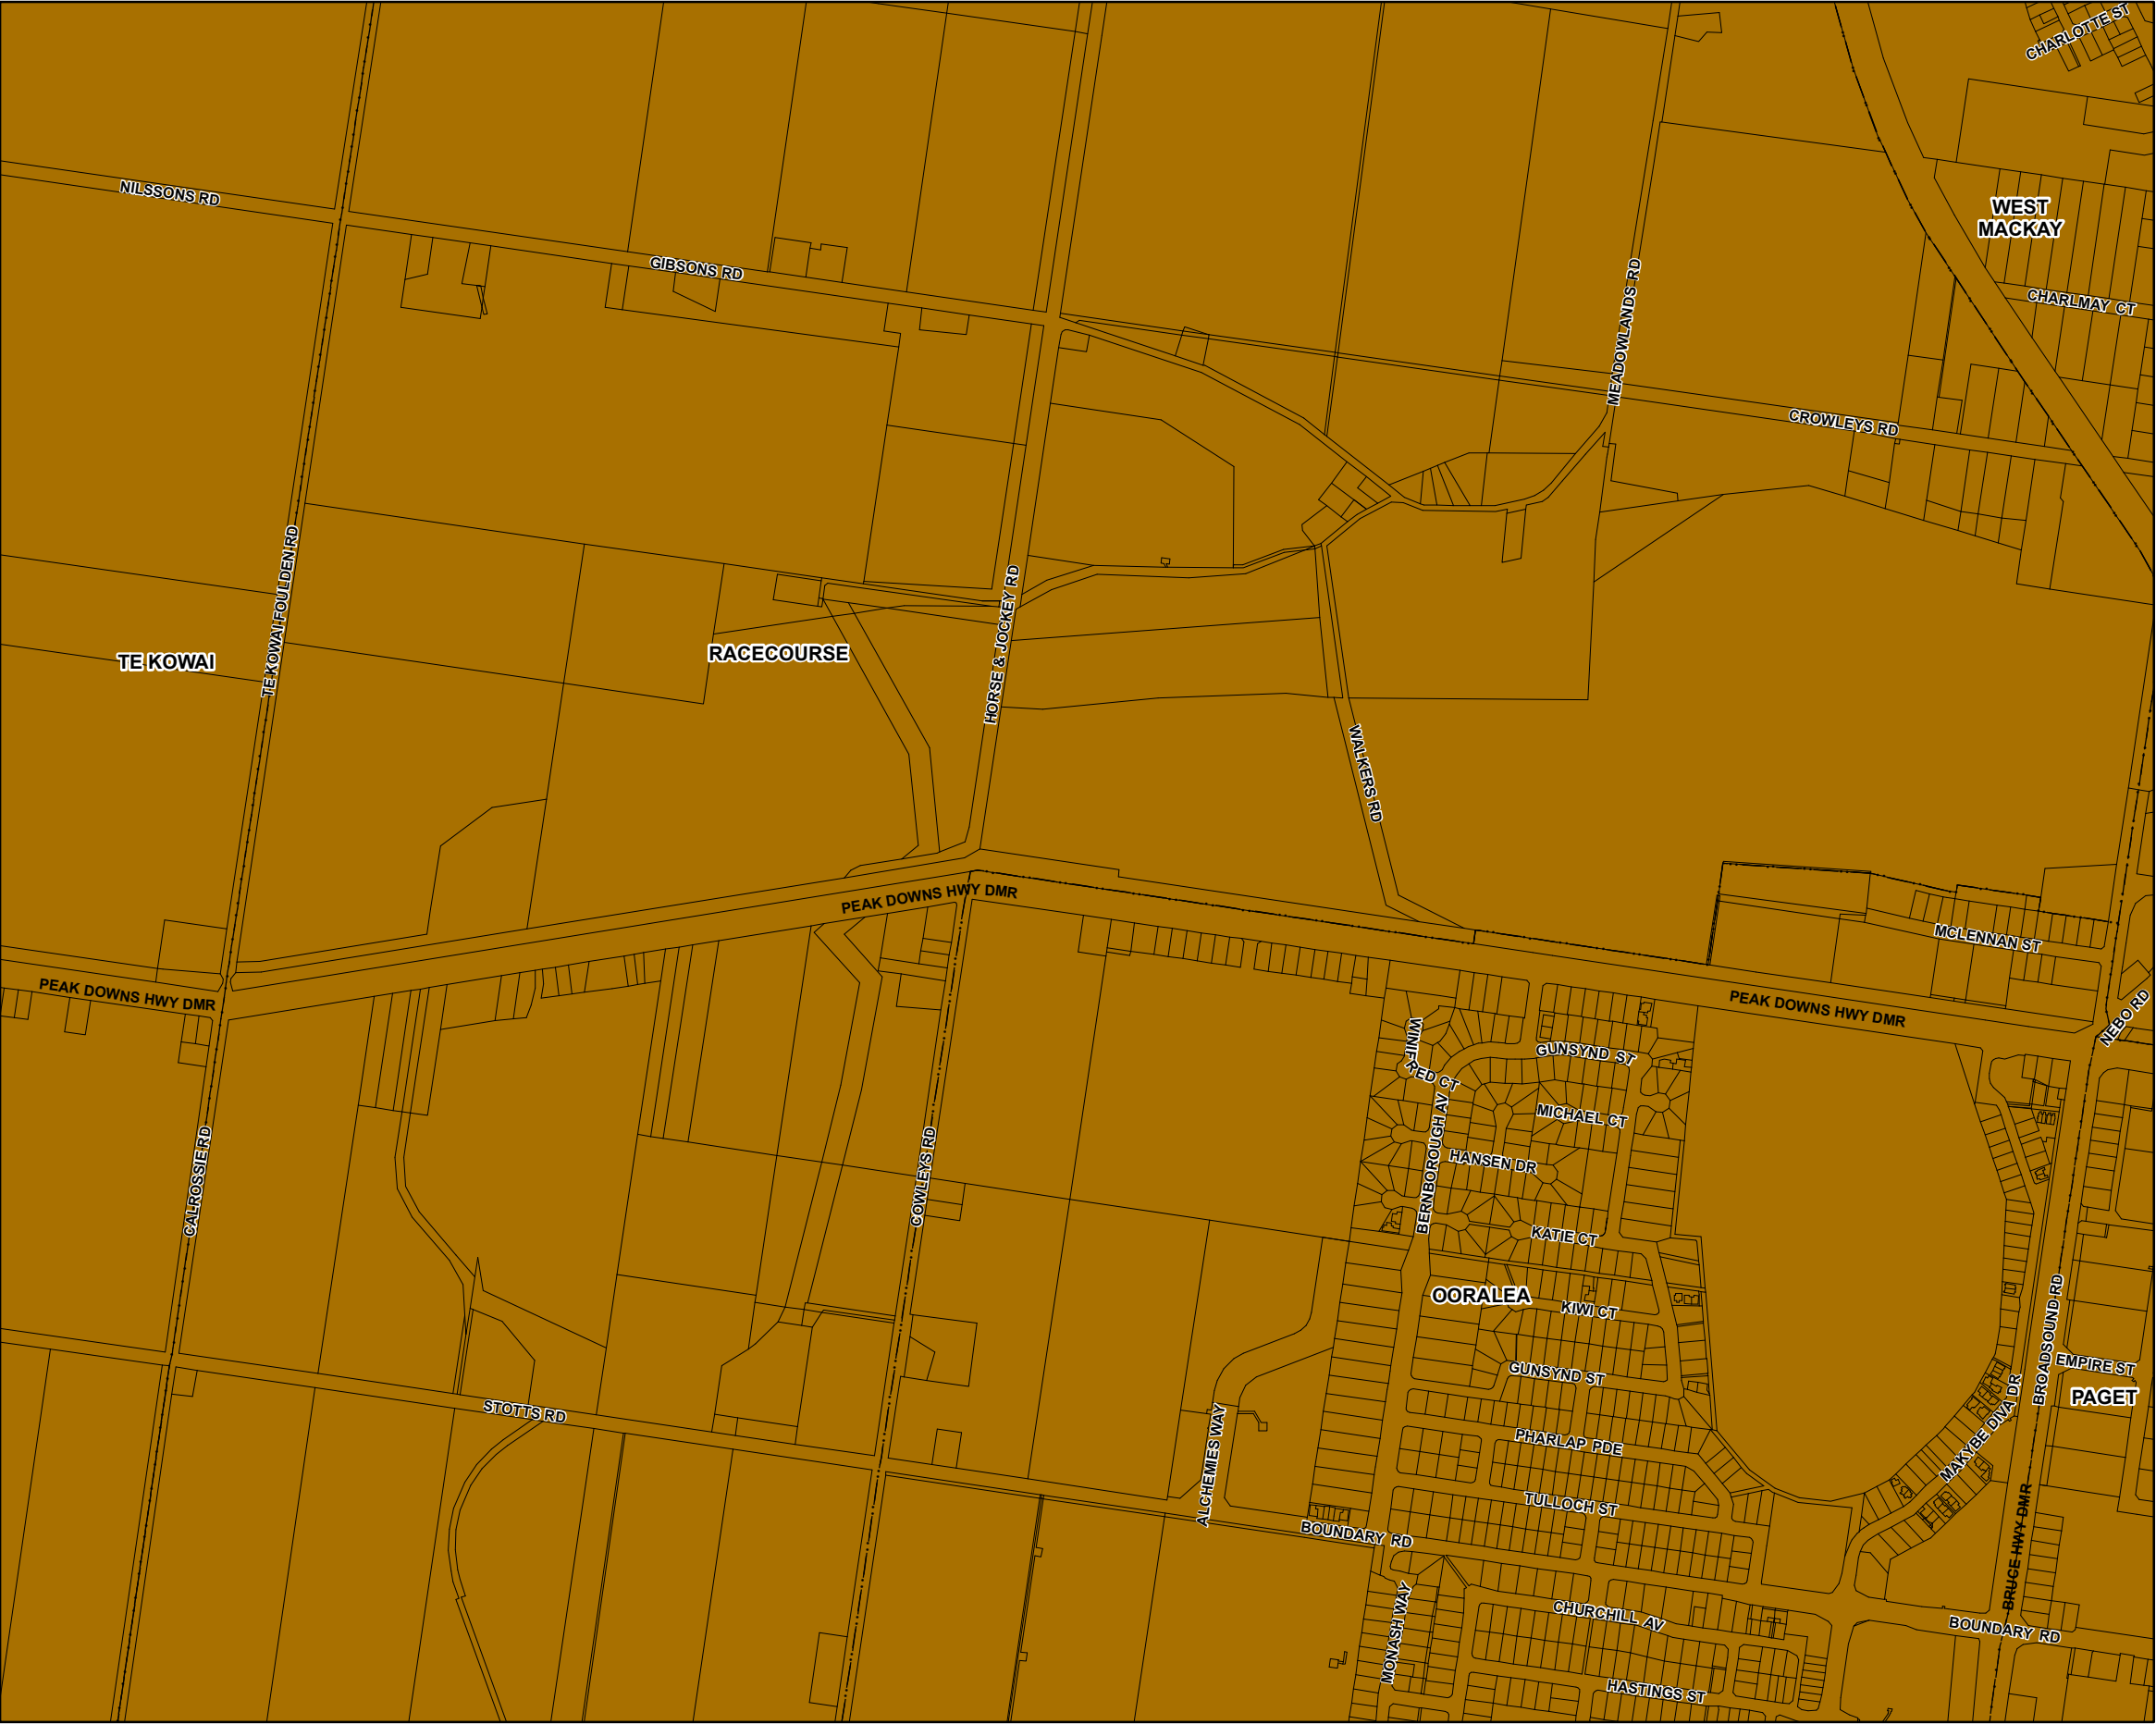 CHARLOTTE ST
NILSSONS RD
WEST
MACKAY
GIBSONS RD
CHARLMAY CT
MEADOWLANDS RD
CROWLEYS RD
TE KOWAI FOULDEN RD
HORSE & JOCKEY RD
TE KOWAI
RACECOURSE
WALKERS RD
PEAK DOWNS HWY DMR
MCLENNAN ST
PEAK DOWNS HWY DMR
PEAK DOWNS HWY DMR
NEBO RD
WINIFRED CT
GUNSYND ST
MICHAEL CT
BERNBOROUGH AV
HANSEN DR
CALROSSIE RD
COWLEYS RD
KATIE CT
OORALEA
KIWI CT
BROADSOUND RD
EMPIRE ST
GUNSYND ST
PAGET
STOTTS RD
MAKYBE DIVA DR
PHARLAP PDE
ALCHEMIES WAY
TULLOCH ST
BOUNDARY RD
BRUCE HWY DMR
MONASH WAY
CHURCHILL AV
BOUNDARY RD
HASTINGS ST